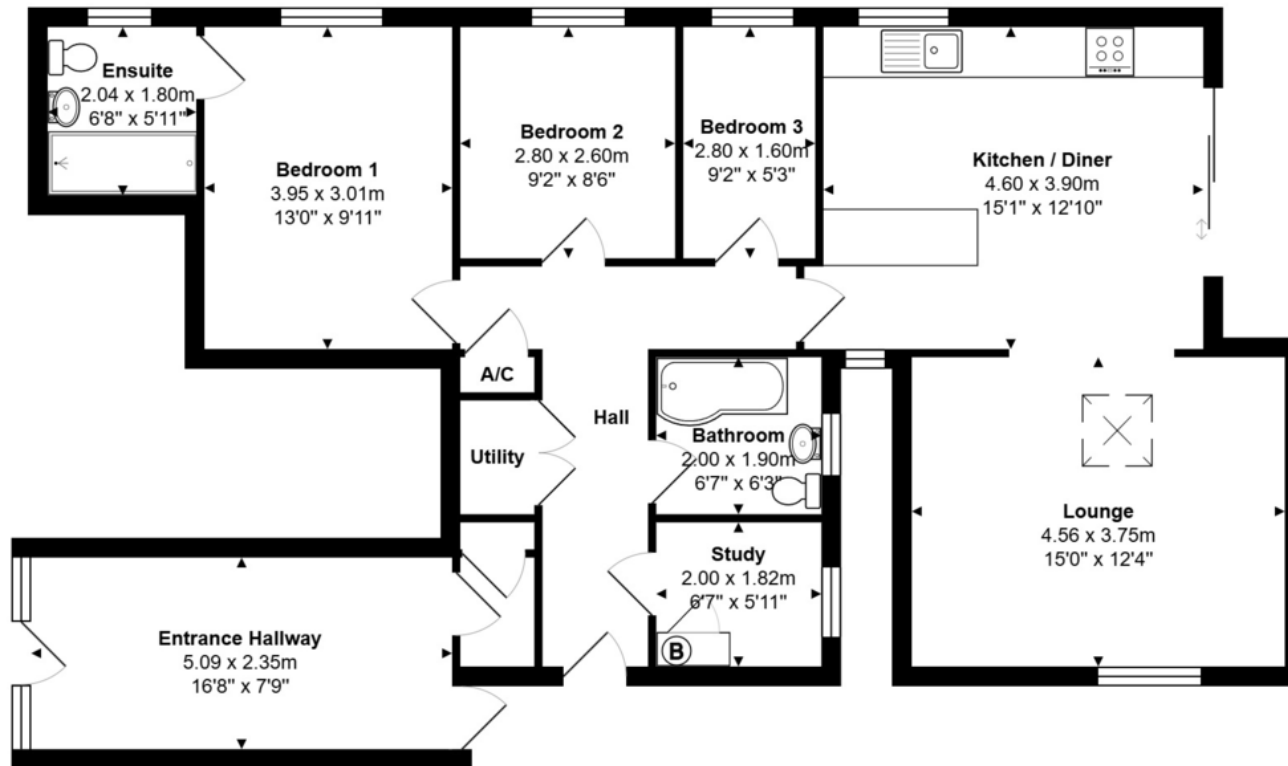 Ensuite
2.04 x 1.80m
6'8" x 5'11"
Bedroom 1
3.95 x 3.01m
13'0" x 9'11"
Bedroom 2
2.80 x 2.60m
9'2" x 8'6"
Bedroom 3
2.80 x 1.60m
9'2" x 5'3"
Kitchen / Diner
4.60 x 3.90m
15'1" x 12'10"
A/C
Hall
Utility
Bathroom
2.00 x 1.90m
6'7" x 6'3"
Lounge
4.56 x 3.75m
15'0" x 12'4"
Study
2.00 x 1.82m
6'7" x 5'11"
B
Entrance Hallway
5.09 x 2.35m
16'8" x 7'9"